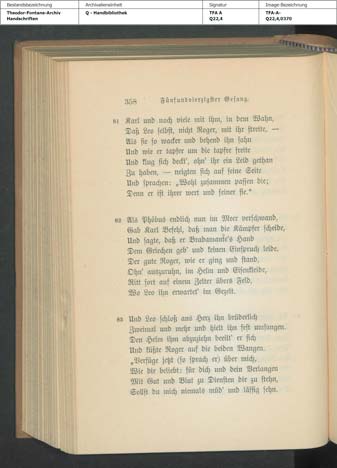 Bestandsbezeichnung Archivalieneinheit Signatur Image-Bezeichnung
Theodor-Fontane-Archiv Q - Handbibliothek TFA A TFA-A-
Handschriften Q22,4 Q22,4,0370
358 Fünfundvierzigster Gesang.
81 Karl und noch viele mit ihm, in dem Wahn,
Daß Leo selbst, nicht Roger, mit ihr streite, —
Als sie so wacker und behend ihn sahn
Und wie er tapfer um die tapfre freite
Und klug sich deckt', ohn' ihr ein Leid gethan
Zu haben, — neigten sich auf seine Seite
Und sprachen: „Wohl zusammen passen die;
Denn er ist ihrer wert und seiner sie.“
82 Als Phöbus endlich nun im Meer verschwand,
Gab Karl Befehl, daß man die Kämpfer scheide,
Und sagte, daß er Bradamante's Hand
Dem Griechen geb' und keinen Einspruch leide.
Der gute Roger, wie er ging und stand,
Ohn' auszuruhn, im Helm und Eisenkleide,
Ritt fort auf einem Zelter übers Feld,
Wo Leo ihn erwartet' im Gezelt.
83 Und Leo schloß ans Herz ihn brüderlich
Zweimal und mehr und hielt ihn fest umfangen.
Den Helm ihm abzuziehn beeilt' er sich
Und küßte Roger auf die beiden Wangen.
„Verfüge jetzt (so sprach er) über mich,
Wie dir beliebt: für dich und dein Verlangen
Mit Gut und Blut zu Diensten dir zu stehn,
Sollst du mich niemals müd' und lässig sehn.